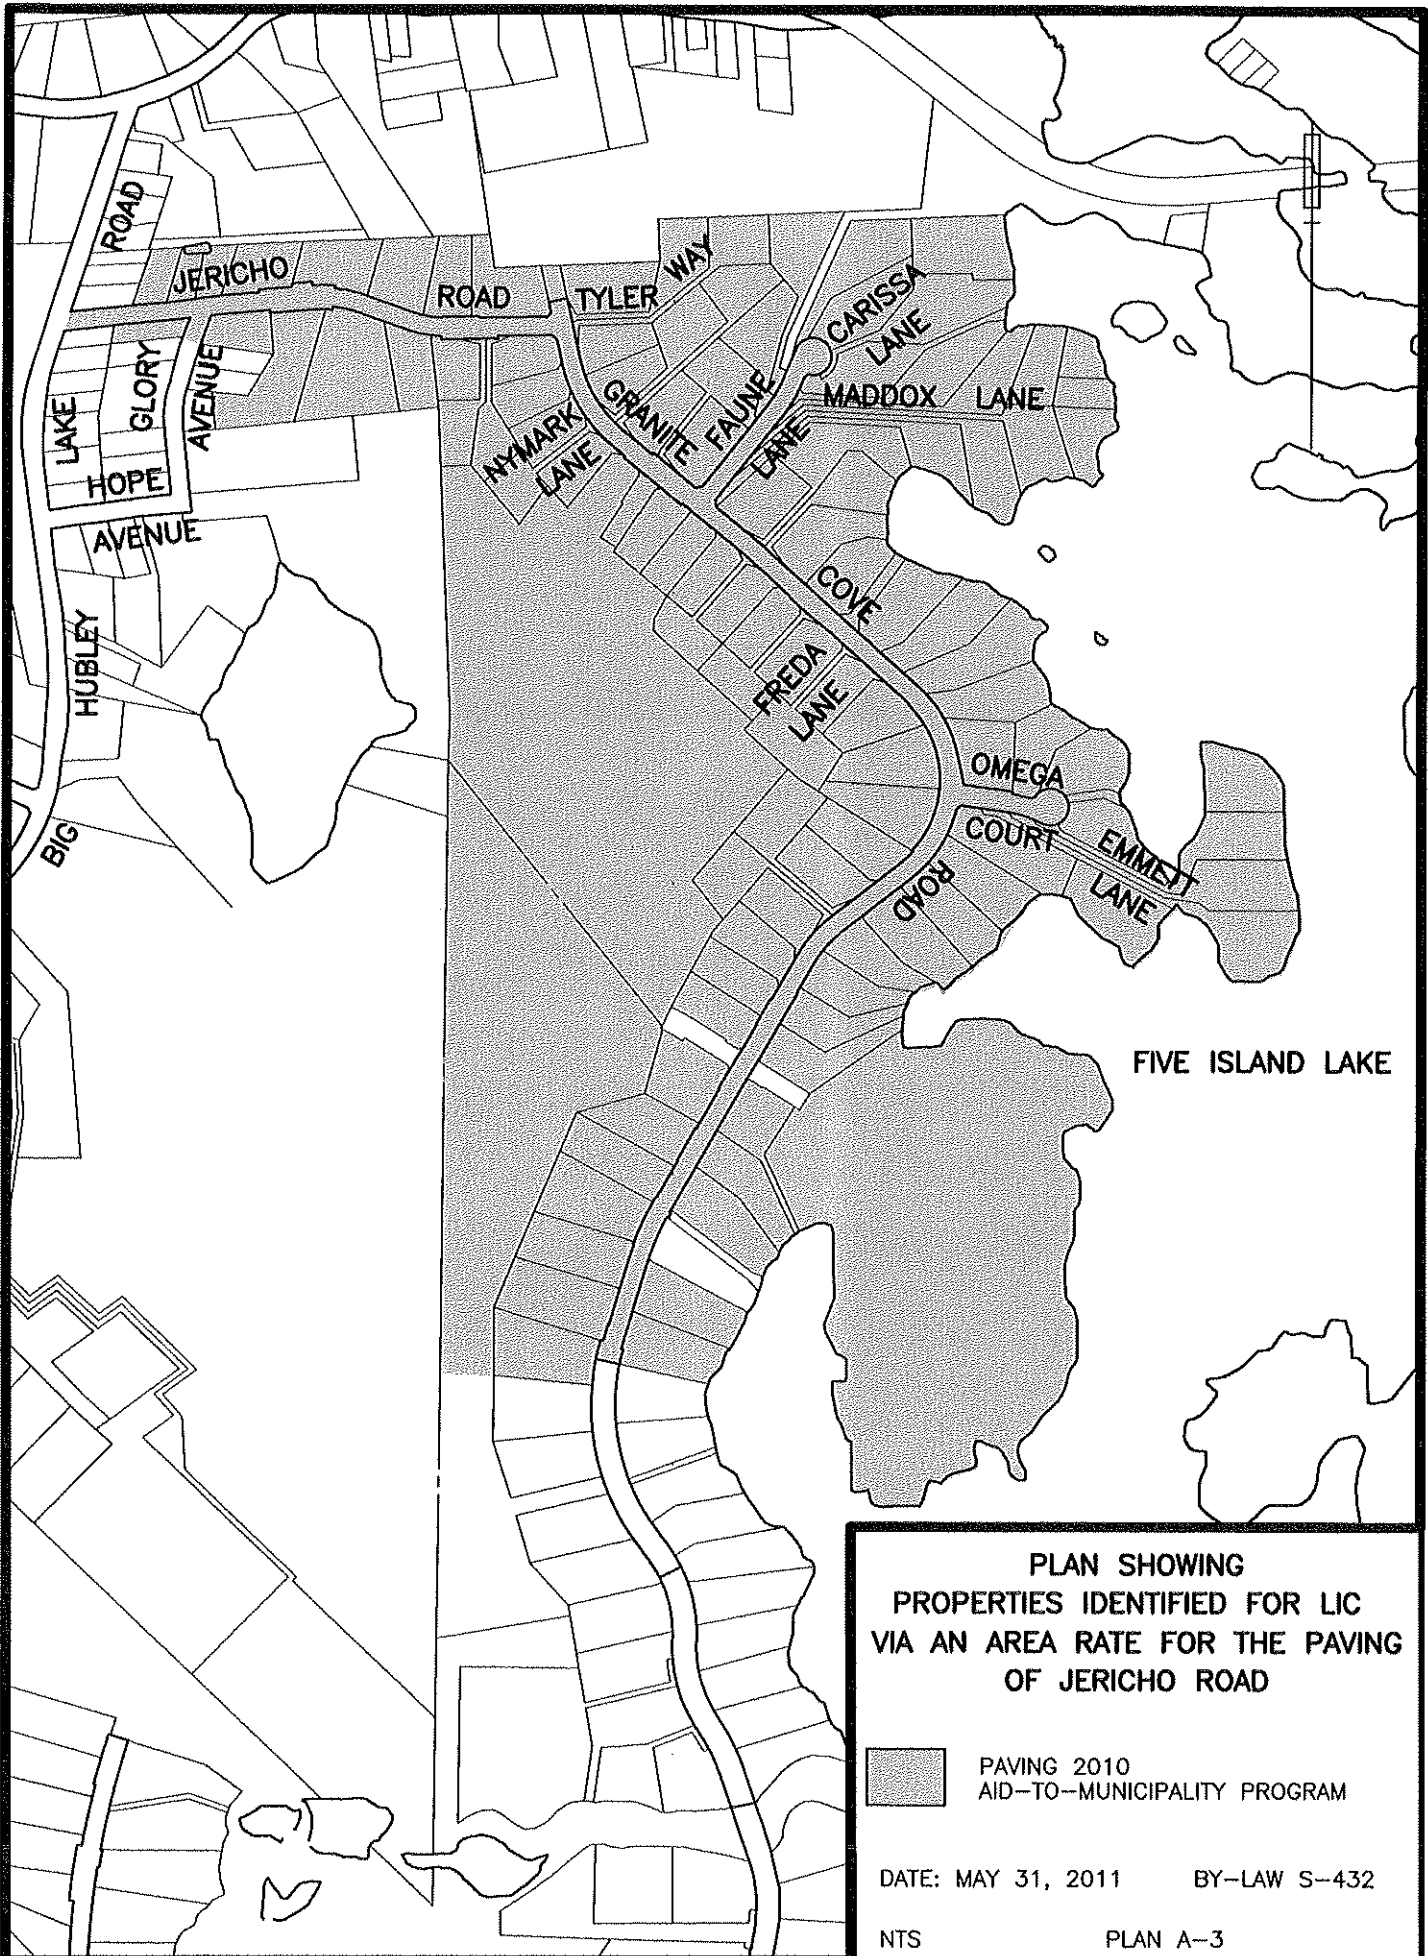 ROAD
JERICHO
ROAD
TYLER
WAY
CARISSA
LANE
GLORY
AVENUE
LAKE
HOPE
AVENUE
NYMARK
LANE
GRANITE
FAUNE
LANE
MADDOX LANE
HUBLEY
BIG
COVE
FREDA
LANE
OMEGA
COURT
EMMETT
LANE
ROAD
FIVE ISLAND LAKE
PLAN SHOWING
PROPERTIES IDENTIFIED FOR LIC
VIA AN AREA RATE FOR THE PAVING
OF JERICHO ROAD
PAVING 2010
AID-TO-MUNICIPALITY PROGRAM
DATE: MAY 31, 2011 BY-LAW S-432
NTS PLAN A-3